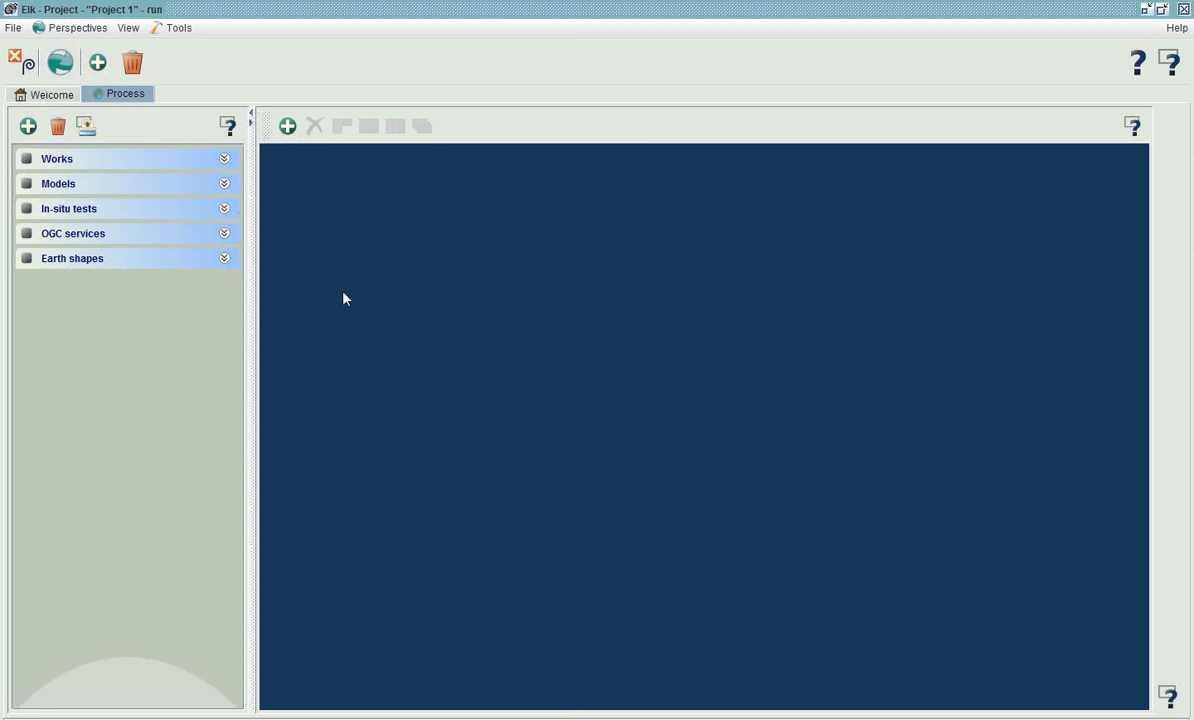 Elk - Project - "Project 1" - run
File Perspectives View Tools Help
Welcome Process
Works
Models
In-situ tests
OGC services
Earth shapes